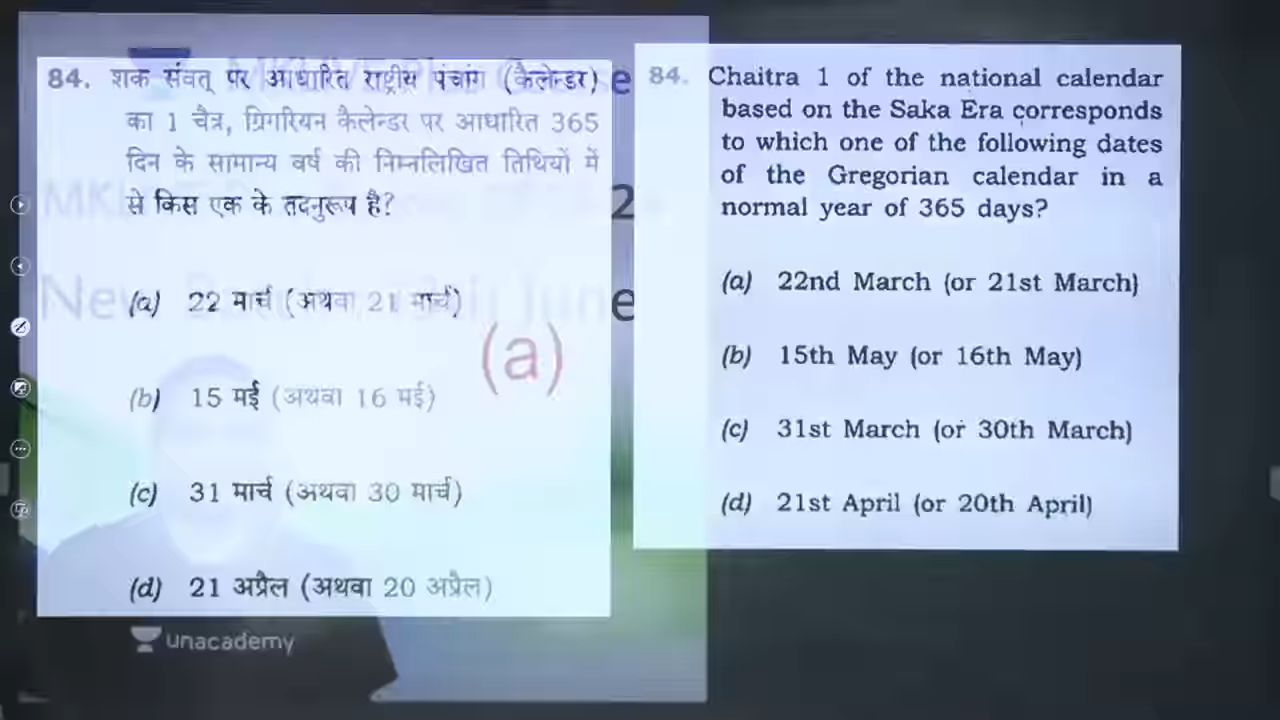 84. शक संवत् पर आधारित राष्ट्रीय पंचांग (कैलेन्डर)
का 1 चैत्र, ग्रिगरियन कैलेन्डर पर आधारित 365
दिन के सामान्य वर्ष की निम्नलिखित तिथियों में
से किस एक के तदनुरूप है?
(a) 22 मार्च (अथवा 21 मार्च)
(a)
(b) 15 मई (अथवा 16 मई)
(c) 31 मार्च (अथवा 30 मार्च)
(d) 21 अप्रैल (अथवा 20 अप्रैल)
unacademy
84. Chaitra 1 of the national calendar
based on the Saka Era corresponds
to which one of the following dates
of the Gregorian calendar in a
normal year of 365 days?
(a) 22nd March (or 21st March)
(b) 15th May (or 16th May)
(c) 31st March (or 30th March)
(d) 21st April (or 20th April)